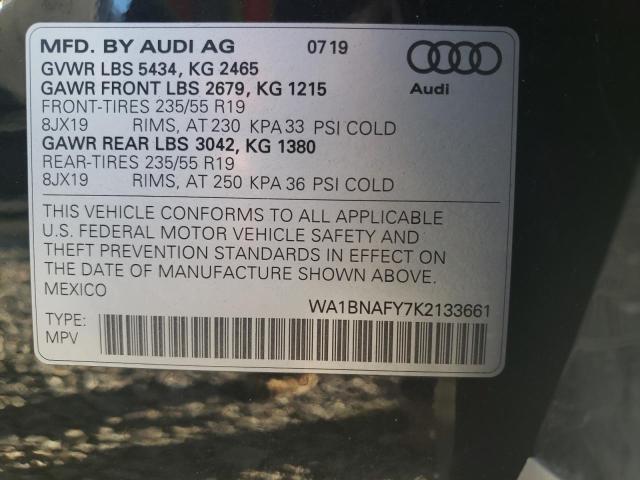 MFD. BY AUDI AG 07 19
GVWR LBS 5434, KG 2465
GAWR FRONT LBS 2679, KG 1215
FRONT-TIRES 235/55 R19
8JX19 RIMS, AT 230 KPA 33 PSI COLD
GAWR REAR LBS 3042, KG 1380
REAR-TIRES 235/55 R19
8JX19 RIMS, AT 250 KPA 36 PSI COLD
Audi
THIS VEHICLE CONFORMS TO ALL APPLICABLE
U.S. FEDERAL MOTOR VEHICLE SAFETY AND
THEFT PREVENTION STANDARDS IN EFFECT ON
THE DATE OF MANUFACTURE SHOWN ABOVE.
MEXICO
WA1BNAFY7K2133661
TYPE:
MPV